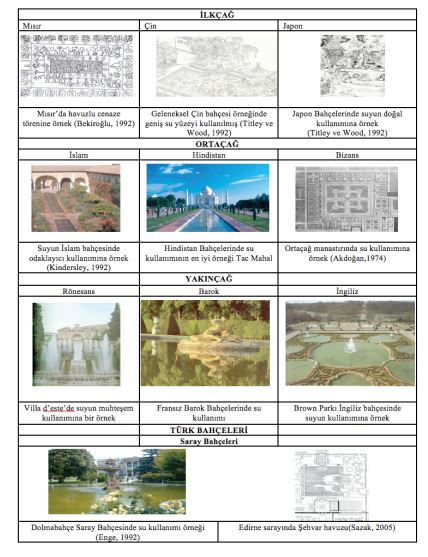 İLKÇAĞ
Mısır Çin Japon
Mısır'da havuzlu cenaze
törenine örnek (Bekiroğlu, 1992)
Geleneksel Çin bahçesi örneğinde
geniş su yüzeyi kullanılmış (Titley ve
Wood, 1992)
Japon Bahçelerinde suyun doğal
kullanımına örnek
(Titley ve Wood, 1992)
ORTAÇAĞ
İslam Hindistan Bizans
Suyun İslam bahçesinde
odaklayıcı kullanımına örnek
(Kindersley, 1992)
Hindistan Bahçelerinde su
kullanımının en iyi örneği Tac Mahal
Ortaçağ manastırında su kullanımına
örnek (Akdoğan,1974)
YAKINÇAĞ
Rönesans Barok İngiliz
Villa d'este'de suyun muhteşem
kullanımına bir örnek
Fransız Barok Bahçelerinde su
kullanımı
Brown Parkı İngiliz bahçesinde
suyun kullanımına örnek
TÜRK BAHÇELERİ
Saray Bahçeleri
Dolmabahçe Saray Bahçesinde su kullanımı örneği
(Enge, 1992)
Edirne sarayında Şehvar havuzu(Sazak, 2005)